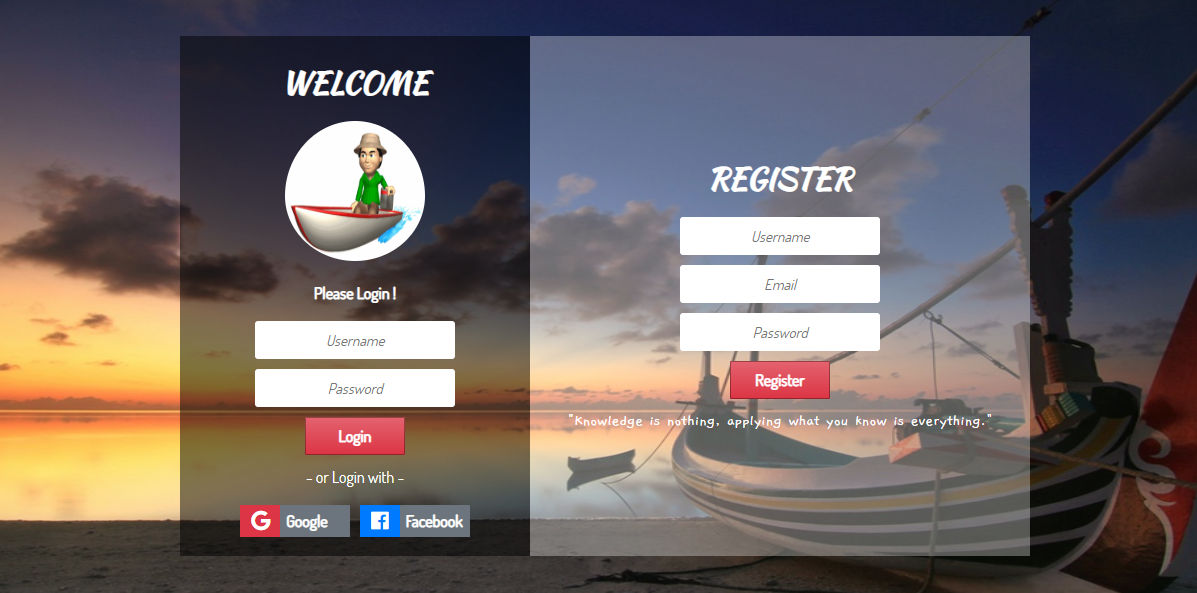 WELCOME
Please Login !
Username
Password
Login
- or Login with -
Google
Facebook
REGISTER
Username
Email
Password
Register
"Knowledge is nothing, applying what you know is everything."